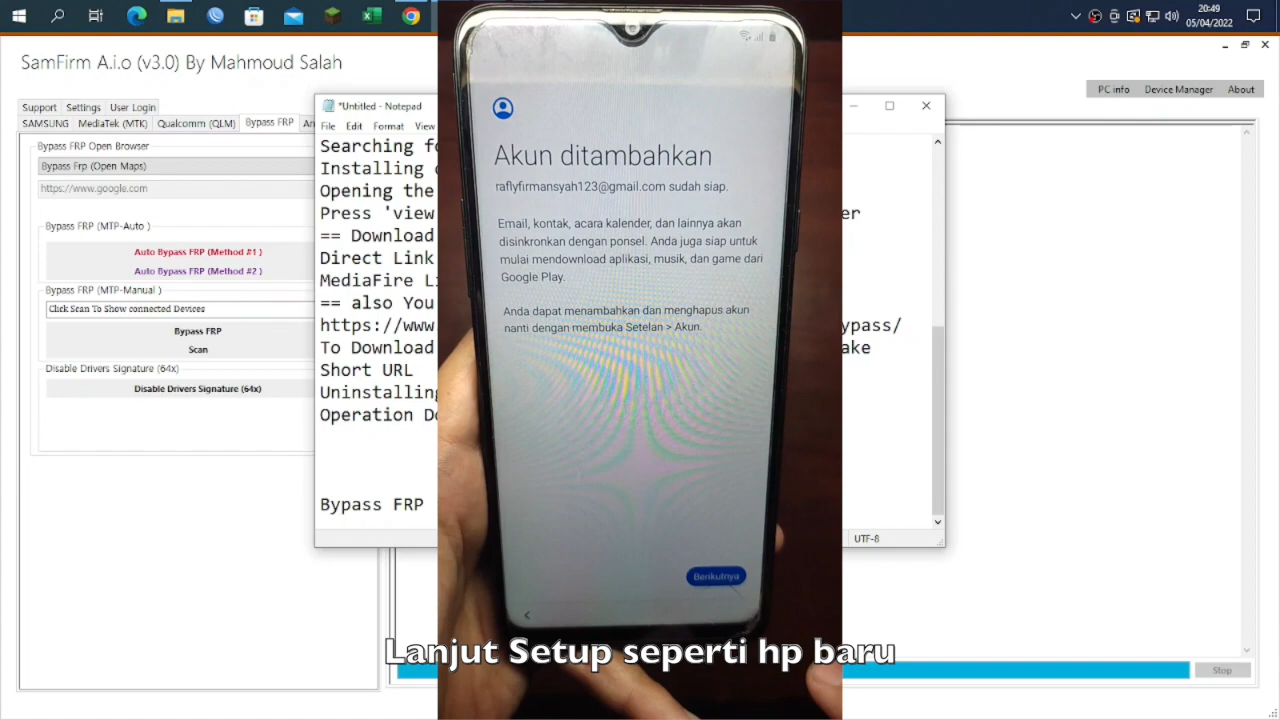 20:49
05/04/2022
SamFirm A.i.o (v3.0) By Mahmoud Salah
PC info Device Manager About
Support Settings User Login
SAMSUNG MediaTek (MTK) Qualcomm (QLM) Bypass FRP
Bypass FRP Open Browser
Bypass Frp (Open Maps)
https://www.google.com
Bypass FRP (MTP-Auto )
Auto Bypass FRP (Method #1 )
Auto Bypass FRP (Method #2 )
Bypass FRP (MTP-Manual )
Click Scan To Show connected Devices
Bypass FRP
Scan
Disable Drivers Signature (64x)
Disable Drivers Signature (64x)
*Untitled - Notepad
File Edit Format View
Searching
Installing
Opening the
Press 'view
== Download
Direct Link
MediaFire
== also You
https://www.
To Download
Short URL
Uninstalling
Operation
Bypass FRP
UTF-8
Akun ditambahkan
raflyfirmansyah123@gmail.com sudah siap.
Email, kontak, acara kalender, dan lainnya akan
disinkronkan dengan ponsel. Anda juga siap untuk
mulai mendownload aplikasi, musik, dan game dari
Google Play.
Anda dapat menambahkan dan menghapus akun
nanti dengan membuka Setelan > Akun.
Berikutnya
Lanjut Setup seperti hp baru
Stop